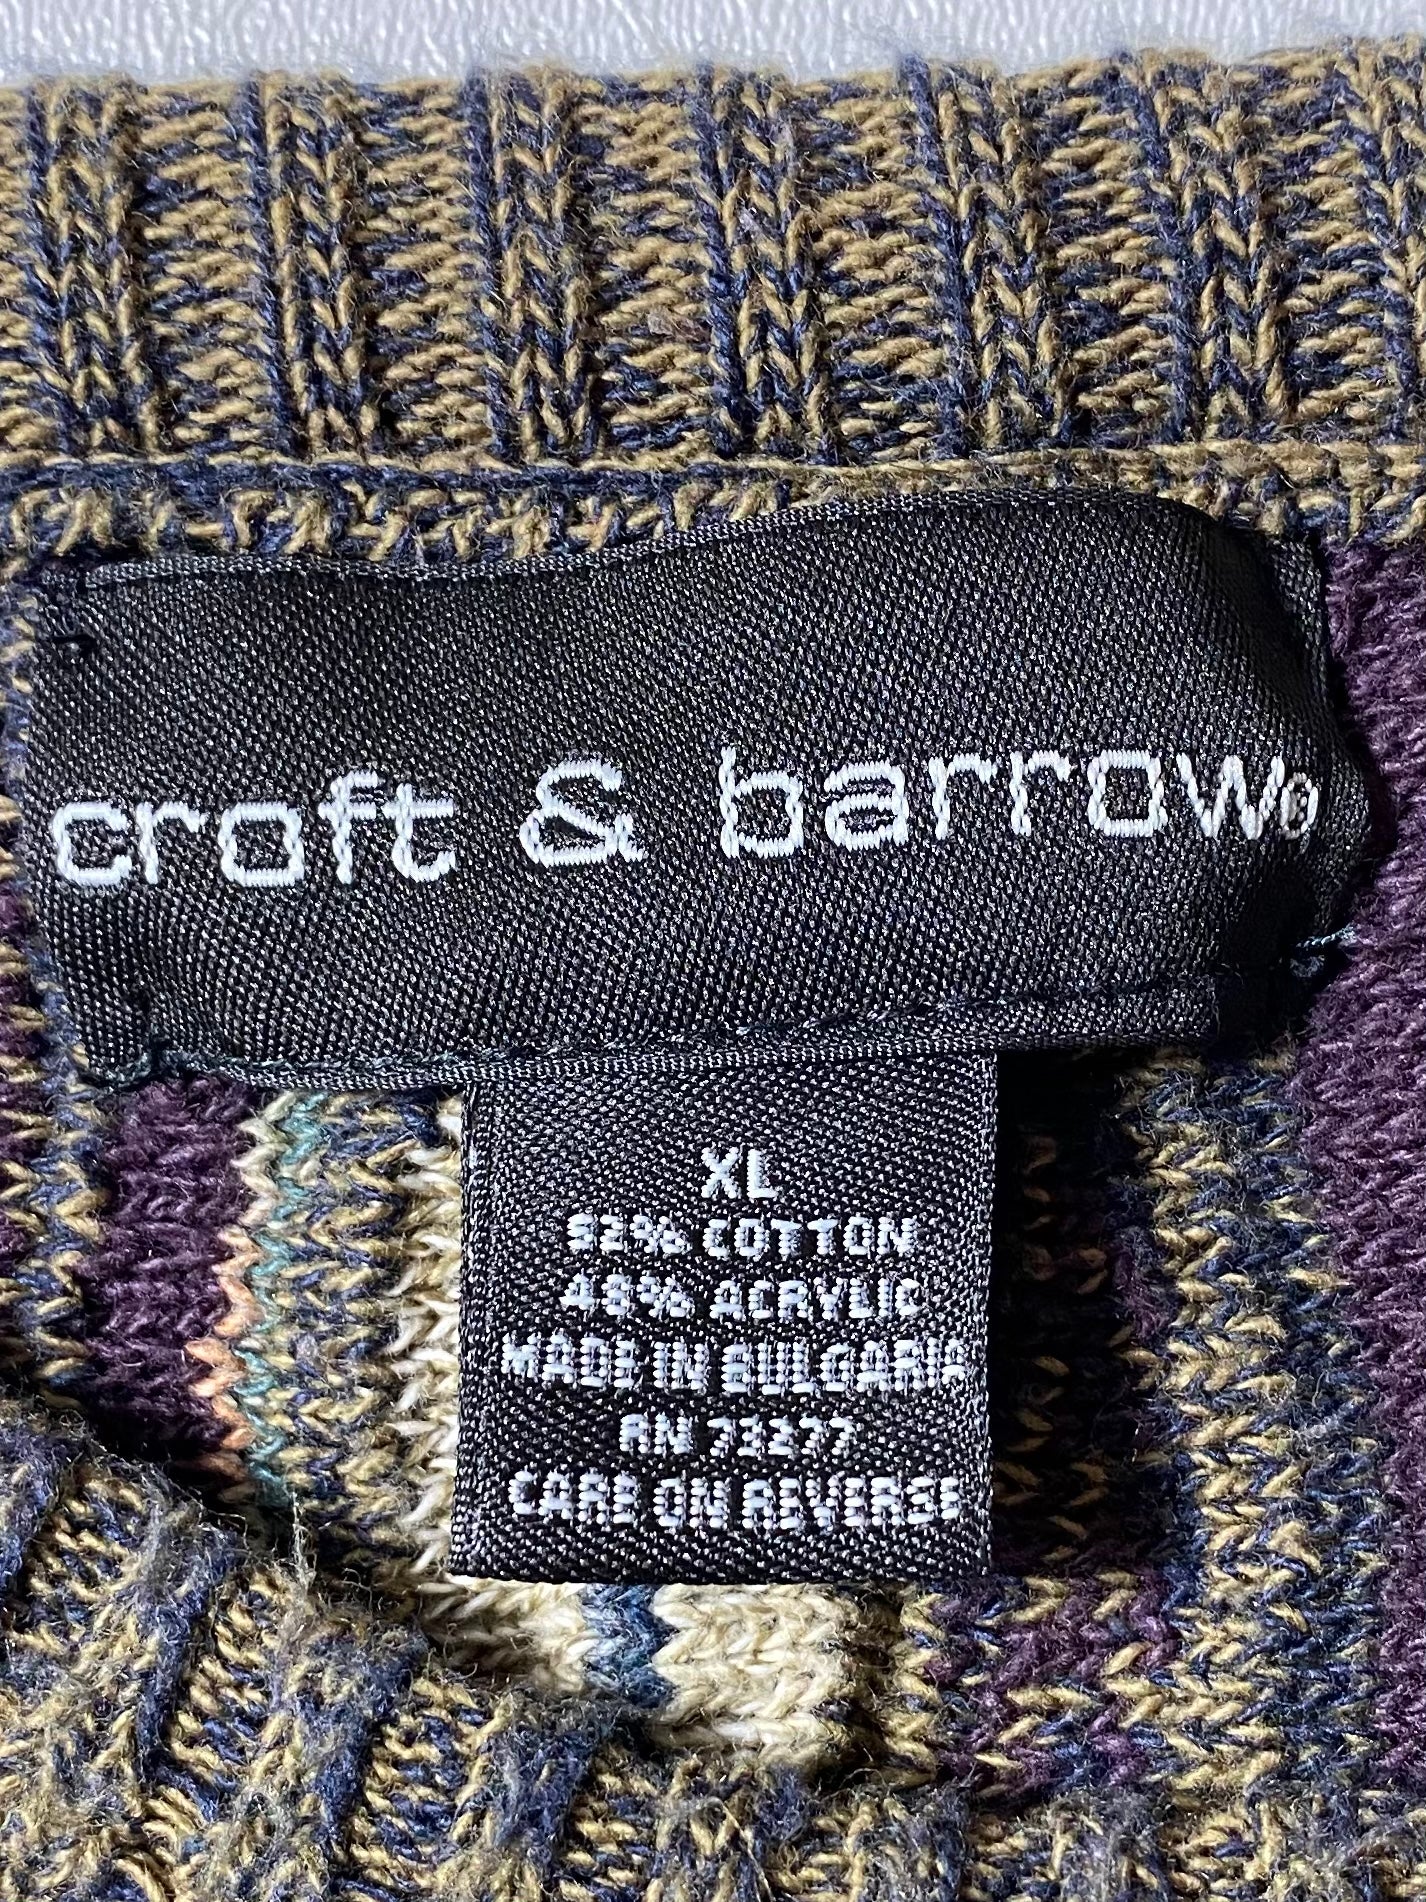 croft & barrow®
XL
52% COTTON
48% ACRYLIC
MADE IN BULGARIA
RN 73277
CARE ON REVERSE